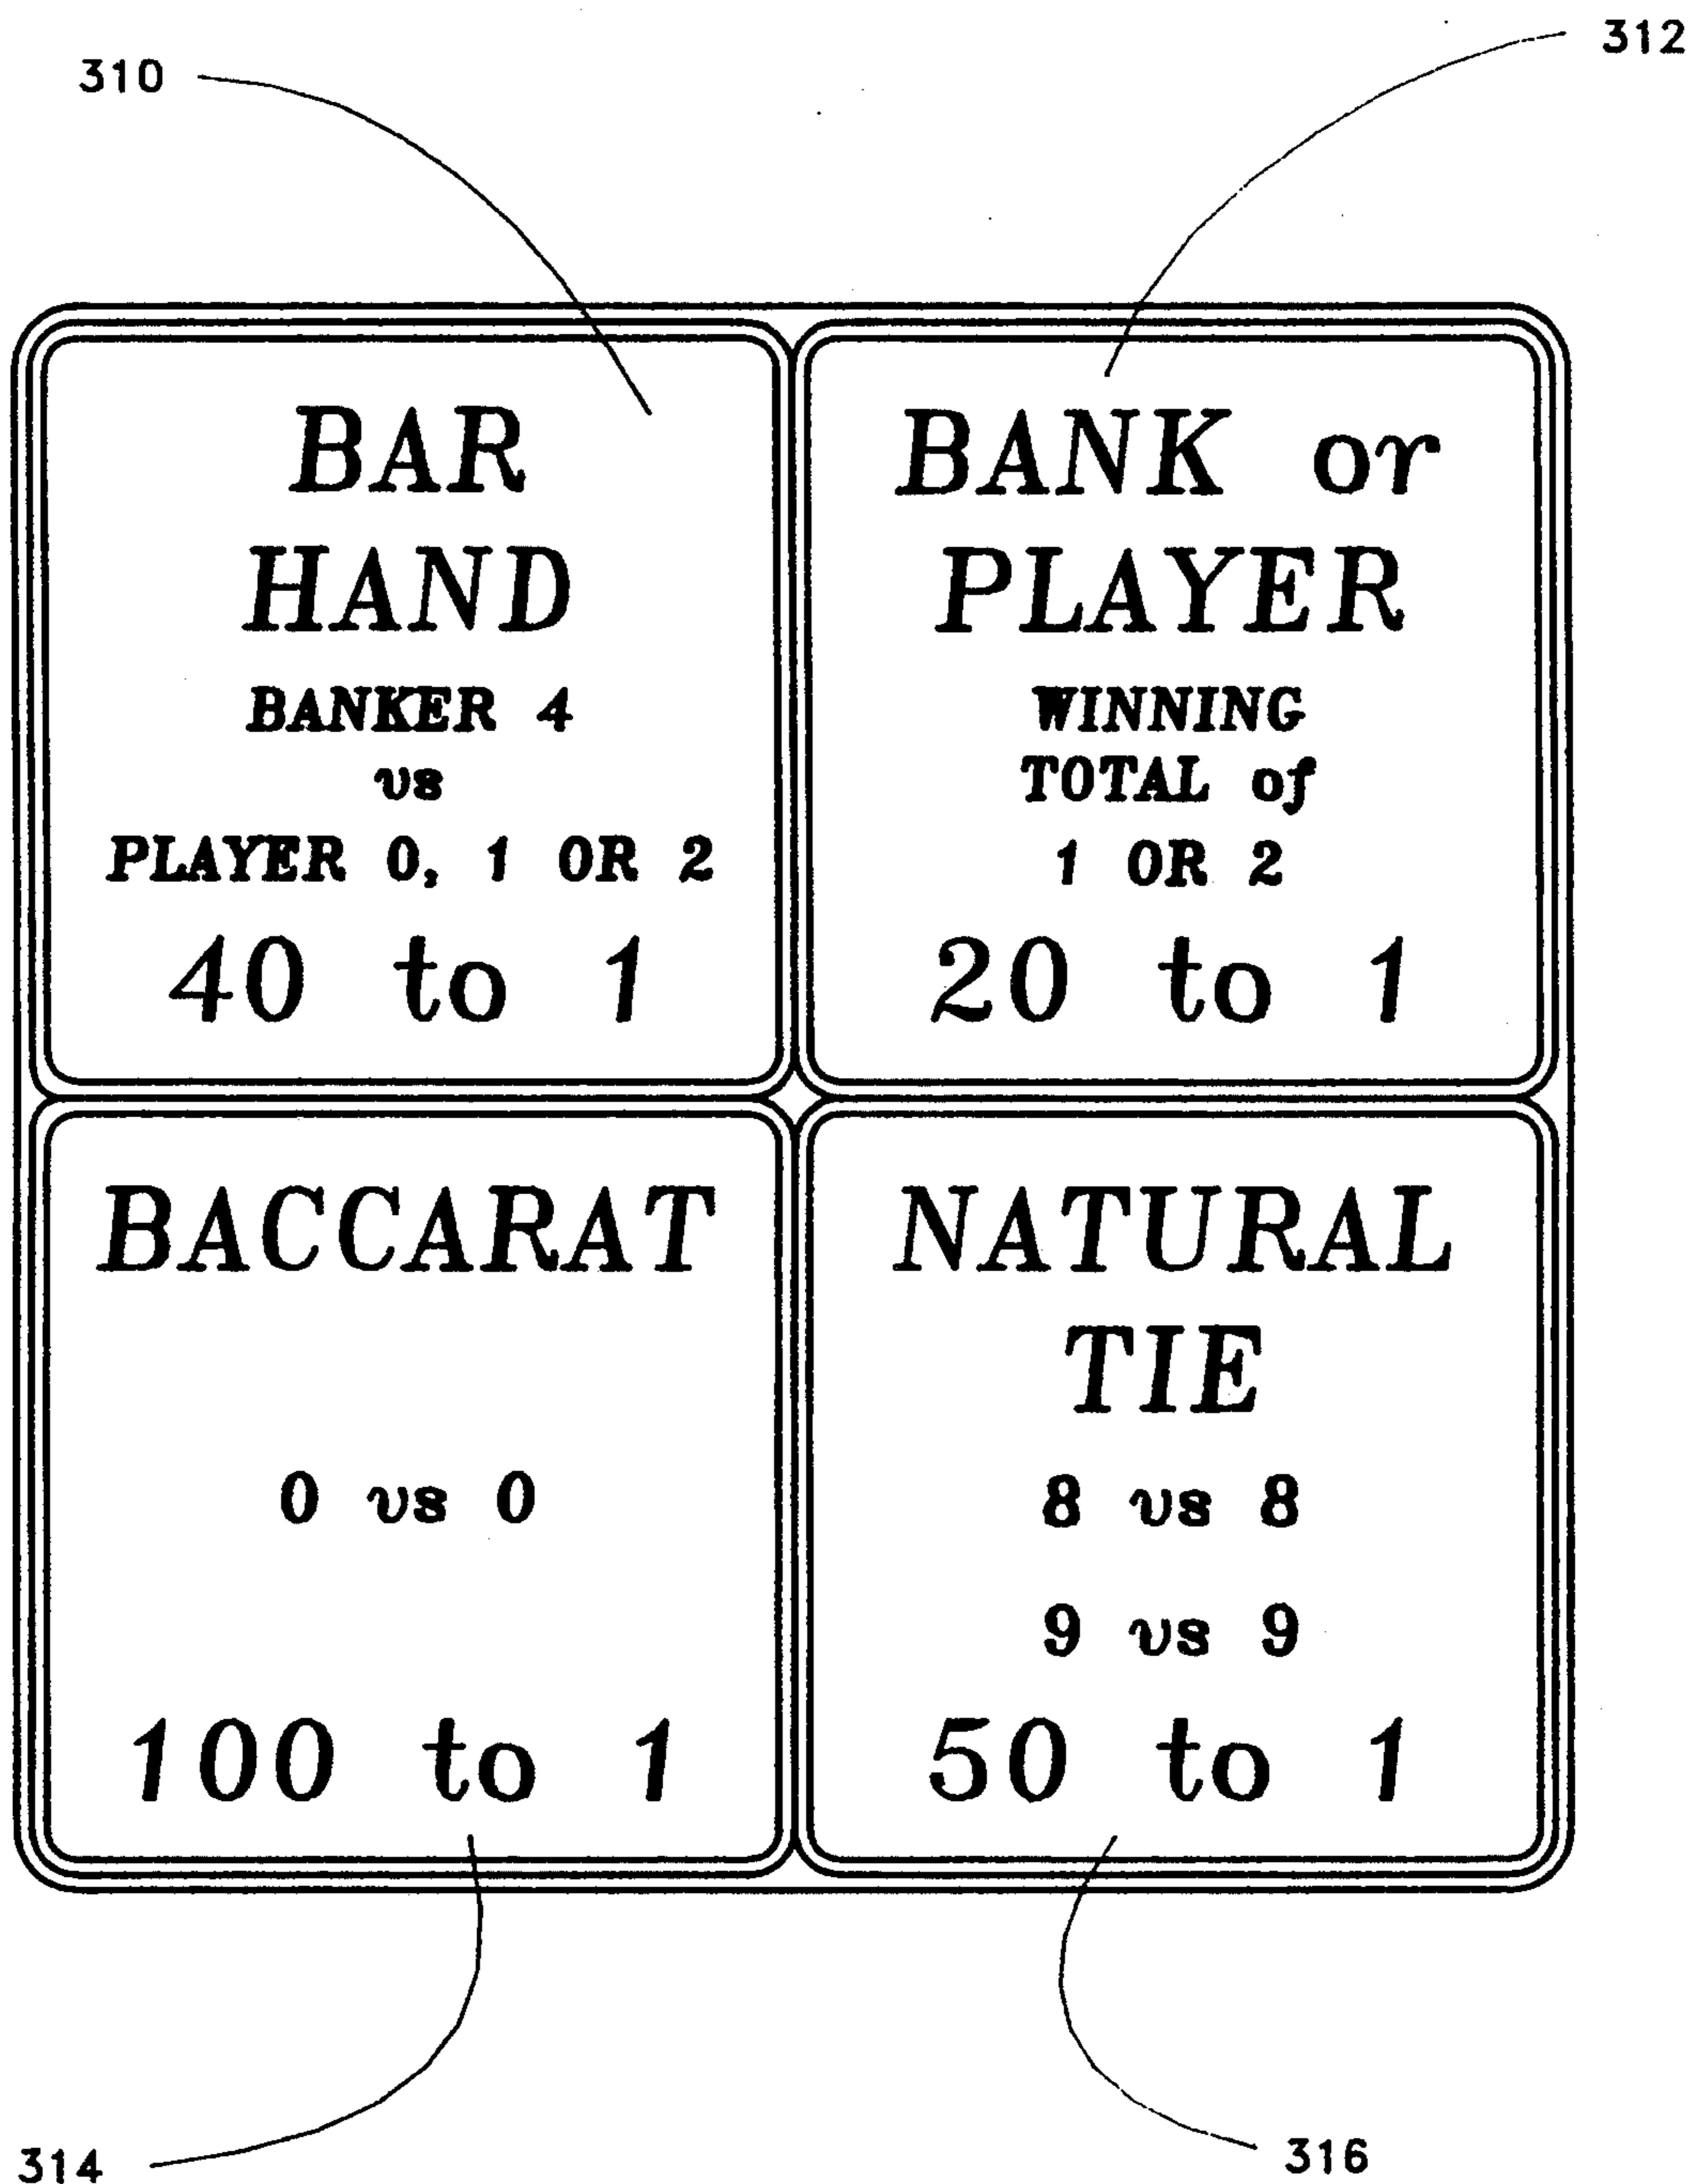 310
312
BAR
HAND
BANKER 4
vs
PLAYER 0, 1 OR 2
40 to 1
BANK or
PLAYER
WINNING
TOTAL of
1 OR 2
20 to 1
BACCARAT
0 vs 0
100 to 1
NATURAL
TIE
8 vs 8
9 vs 9
50 to 1
314
316